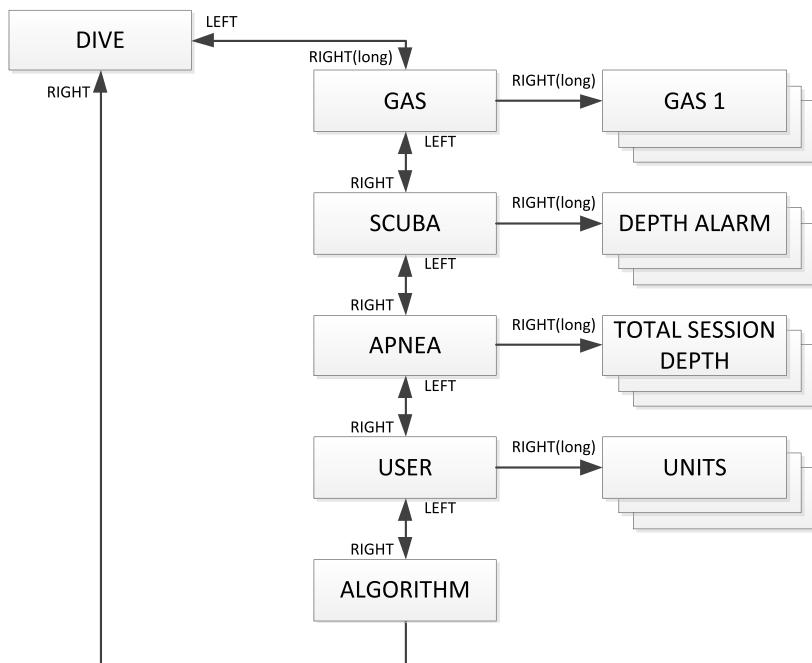 DIVE
LEFT
RIGHT
RIGHT(long)
GAS
RIGHT(long)
GAS 1
LEFT
RIGHT
SCUBA
RIGHT(long)
DEPTH ALARM
LEFT
RIGHT
APNEA
RIGHT(long)
TOTAL SESSION
DEPTH
LEFT
RIGHT
USER
RIGHT(long)
UNITS
LEFT
RIGHT
ALGORITHM